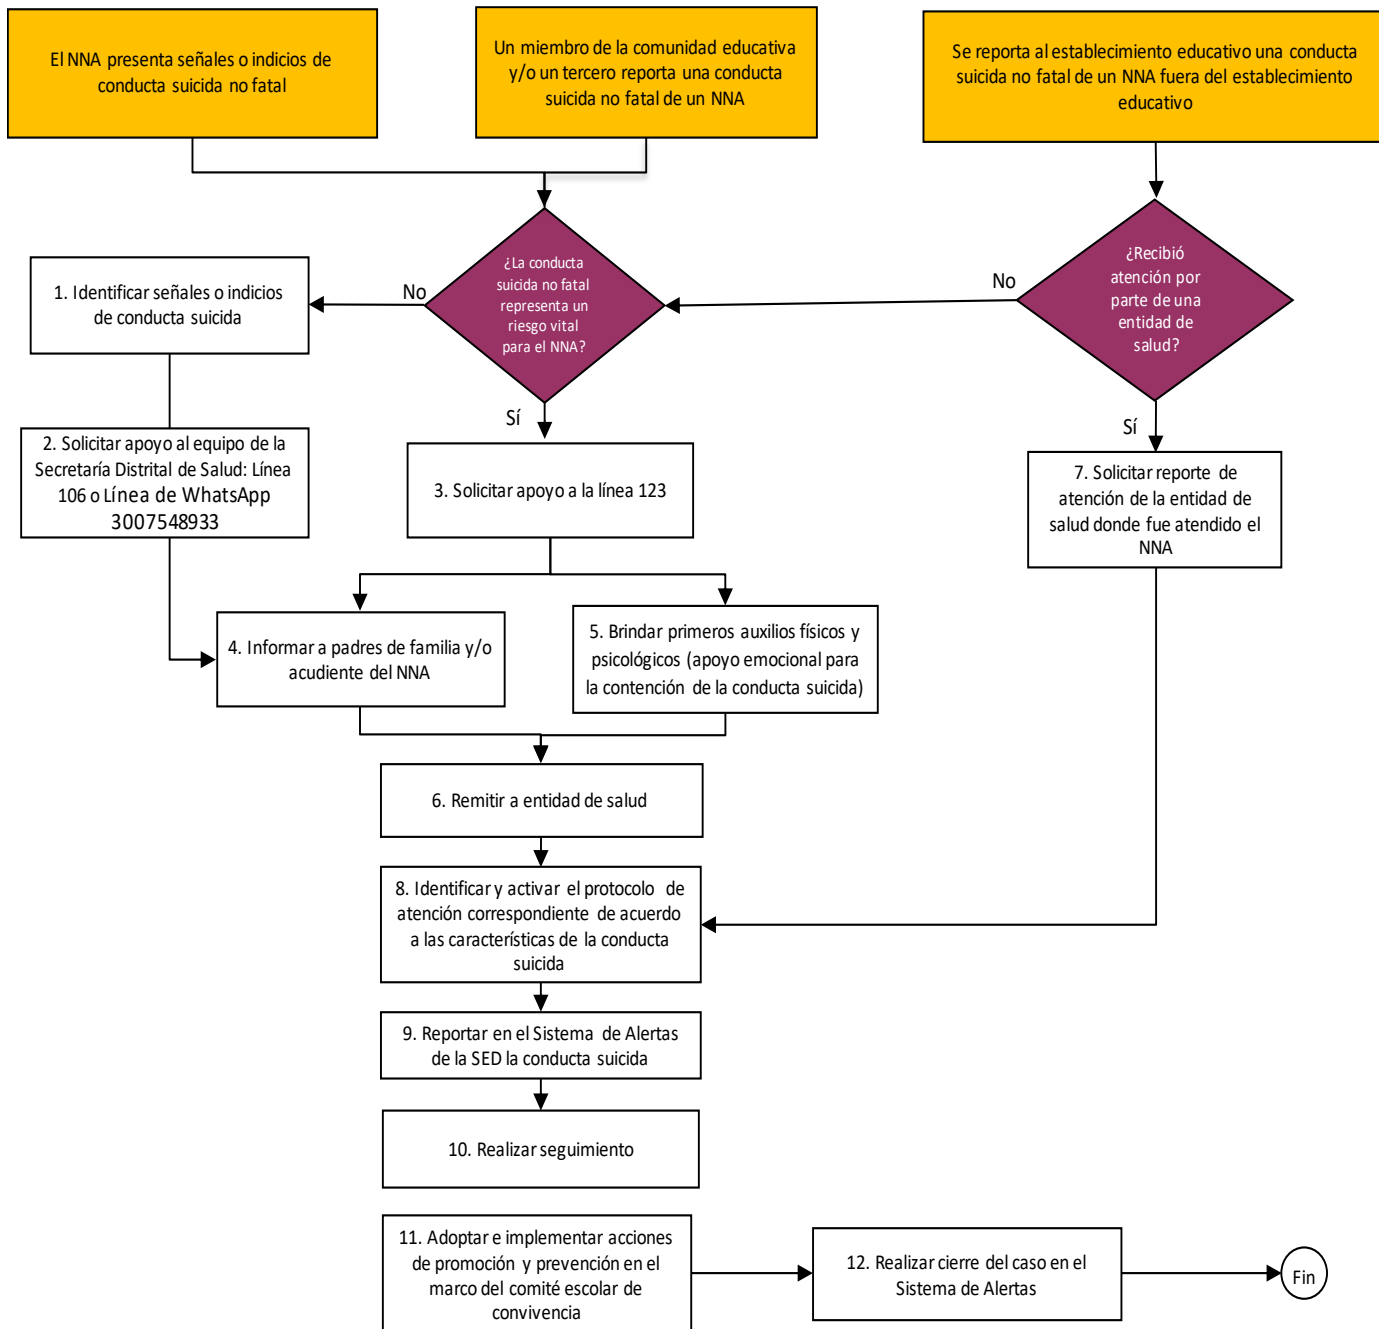 El NNA presenta señales o indicios de
conducta suicida no fatal
Un miembro de la comunidad educativa
y/o un tercero reporta una conducta
suicida no fatal de un NNA
Se reporta al establecimiento educativo una conducta
suicida no fatal de un NNA fuera del establecimiento
educativo
¿La conducta
suicida no fatal
representa un
riesgo vital
para el NNA?
¿Recibió
atención por
parte de una
entidad de
salud?
No
No
1. Identificar señales o indicios
de conducta suicida
Sí
Sí
2. Solicitar apoyo al equipo de la
Secretaría Distrital de Salud: Línea
106 o Línea de WhatsApp
3007548933
3. Solicitar apoyo a la línea 123
7. Solicitar reporte de
atención de la entidad de
salud donde fue atendido el
NNA
4. Informar a padres de familia y/o
acudiente del NNA
5. Brindar primeros auxilios físicos y
psicológicos (apoyo emocional para
la contención de la conducta suicida)
6. Remitir a entidad de salud
8. Identificar y activar el protocolo de
atención correspondiente de acuerdo
a las características de la conducta
suicida
9. Reportar en el Sistema de Alertas
de la SED la conducta suicida
10. Realizar seguimiento
11. Adoptar e implementar acciones
de promoción y prevención en el
marco del comité escolar de
convivencia
12. Realizar cierre del caso en el
Sistema de Alertas
Fin